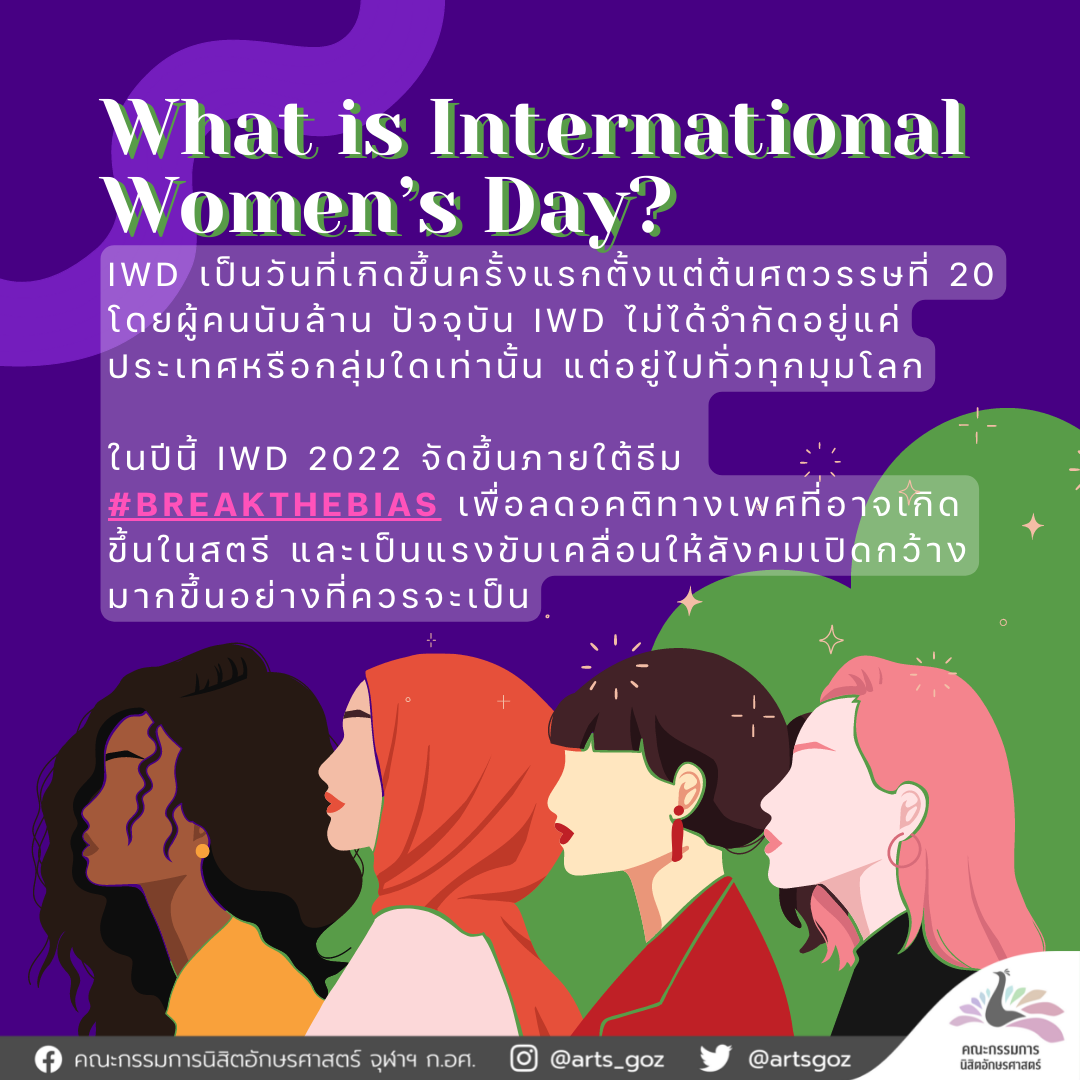 What is International
Women's Day?
IWD เป็นวันที่เกิดขึ้นครั้งแรกตั้งแต่ต้นศตวรรษที่ 20
โดยผู้คนนับล้าน ปัจจุบัน IWD ไม่ได้จำกัดอยู่แค่
ประเทศหรือกลุ่มใดเท่านั้น แต่อยู่ไปทั่วทุกมุมโลก
ในปีนี้ IWD 2022 จัดขึ้นภายใต้ธีม
#BREAKTHEBIAS เพื่อลดอคติทางเพศที่อาจเกิด
ขึ้นในสตรี และเป็นแรงขับเคลื่อนให้สังคมเปิดกว้าง
มากขึ้นอย่างที่ควรจะเป็น
คณะกรรมการนิสิตอักษรศาสตร์ จุฬาฯ ก.อศ. @arts_goz @artsgoz
คณะกรรมการ
นิสิตอักษรศาสตร์